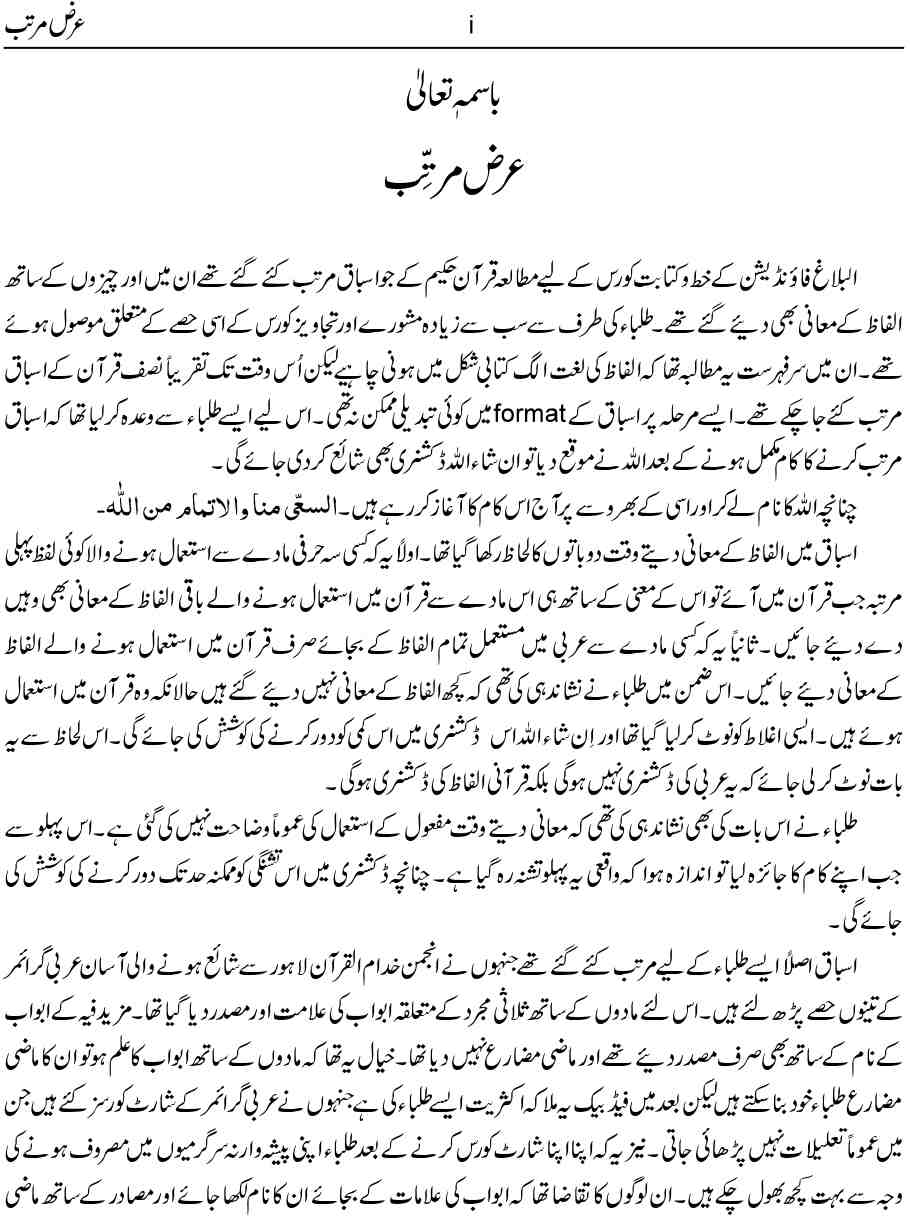 عرض مرتب
i
باسمہٖ تعالیٰ
عرض مرتِّب
البلاغ فاؤنڈیشن کے خط و کتابت کورس کے لیے مطالعہ قرآن حکیم کے جو اسباق مرتب کئے گئے تھے ان میں اور چیزوں کے ساتھ
الفاظ کے معانی بھی دیئے گئے تھے۔ طلباء کی طرف سے سب سے زیادہ مشورے اور تجاویز کورس کے اسی حصے کے متعلق موصول ہوئے
تھے۔ ان میں سرفہرست یہ مطالبہ تھا کہ الفاظ کی لغت الگ کتابی شکل میں ہونی چاہیے لیکن اُس وقت تک تقریباً نصف قرآن کے اسباق
مرتب کئے جا چکے تھے۔ ایسے مرحلہ پر اسباق کے format میں کوئی تبدیلی ممکن نہ تھی۔ اس لیے ایسے طلباء سے وعدہ کر لیا تھا کہ اسباق
مرتب کرنے کا کام مکمل ہونے کے بعد اللہ نے موقع دیا تو ان شاء اللہ ڈکشنری بھی شائع کر دی جائے گی۔
چنانچہ اللہ کا نام لے کر اور اسی کے بھروسے پر آج اس کام کا آغاز کر رہے ہیں۔ السعّی منا والاتمام من اللّٰہ۔
اسباق میں الفاظ کے معانی دیتے وقت دو باتوں کا لحاظ رکھا گیا تھا۔ اولاً یہ کہ کسی سہ حرفی مادے سے استعمال ہونے والا کوئی لفظ پہلی
مرتبہ جب قرآن میں آئے تو اس کے معنی کے ساتھ ہی اس مادے سے قرآن میں استعمال ہونے والے باقی الفاظ کے معانی بھی وہیں
دے دیئے جائیں۔ ثانیاً یہ کہ کسی مادے سے عربی میں مستعمل تمام الفاظ کے بجائے صرف قرآن میں استعمال ہونے والے الفاظ
کے معانی دیئے جائیں۔ اس ضمن میں طلباء نے نشاندہی کی تھی کہ کچھ الفاظ کے معانی نہیں دیئے گئے ہیں حالانکہ وہ قرآن میں استعمال
ہوئے ہیں۔ ایسی اغلاط کو نوٹ کر لیا گیا تھا اور اِن شاء اللہ اس ڈکشنری میں اس کمی کو دور کرنے کی کوشش کی جائے گی۔ اس لحاظ سے یہ
بات نوٹ کر لی جائے کہ یہ عربی کی ڈکشنری نہیں ہوگی بلکہ قرآنی الفاظ کی ڈکشنری ہوگی۔
طلباء نے اس بات کی بھی نشاندہی کی تھی کہ معانی دیتے وقت مفعول کے استعمال کی عموماً وضاحت نہیں کی گئی ہے۔ اس پہلو سے
جب اپنے کام کا جائزہ لیا تو اندازہ ہوا کہ واقعی یہ پہلو تشنہ رہ گیا ہے۔ چنانچہ ڈکشنری میں اس تشنگی کو ممکنہ حد تک دور کرنے کی کوشش کی
جائے گی۔
اسباق اصلاً ایسے طلباء کے لیے مرتب کئے گئے تھے جنہوں نے انجمن خدام القرآن لاہور سے شائع ہونے والی آسان عربی گرائمر
کے تینوں حصے پڑھ لئے ہیں۔ اس لئے مادوں کے ساتھ ثلاثی مجرد کے متعلقہ ابواب کی علامت اور مصدر دیا گیا تھا۔ مزید فیہ کے ابواب
کے نام کے ساتھ بھی صرف مصدر دیئے تھے اور ماضی مضارع نہیں دیا تھا۔ خیال یہ تھا کہ مادوں کے ساتھ ابواب کا علم ہو تو ان کا ماضی
مضارع طلباء خود بنا سکتے ہیں لیکن بعد میں فیڈ بیک یہ ملا کہ اکثریت ایسے طلباء کی ہے جنہوں نے عربی گرائمر کے شارٹ کورسز کئے ہیں جن
میں عموماً تعلیلات نہیں پڑھائی جاتی۔ نیز یہ کہ اپنا اپنا شارٹ کورس کرنے کے بعد طلباء اپنی پیشہ وارنہ سرگرمیوں میں مصروف ہونے کی
وجہ سے بہت کچھ بھول چکے ہیں۔ ان لوگوں کا تقاضا تھا کہ ابواب کی علامات کے بجائے ان کا نام لکھا جائے اور مصادر کے ساتھ ماضی